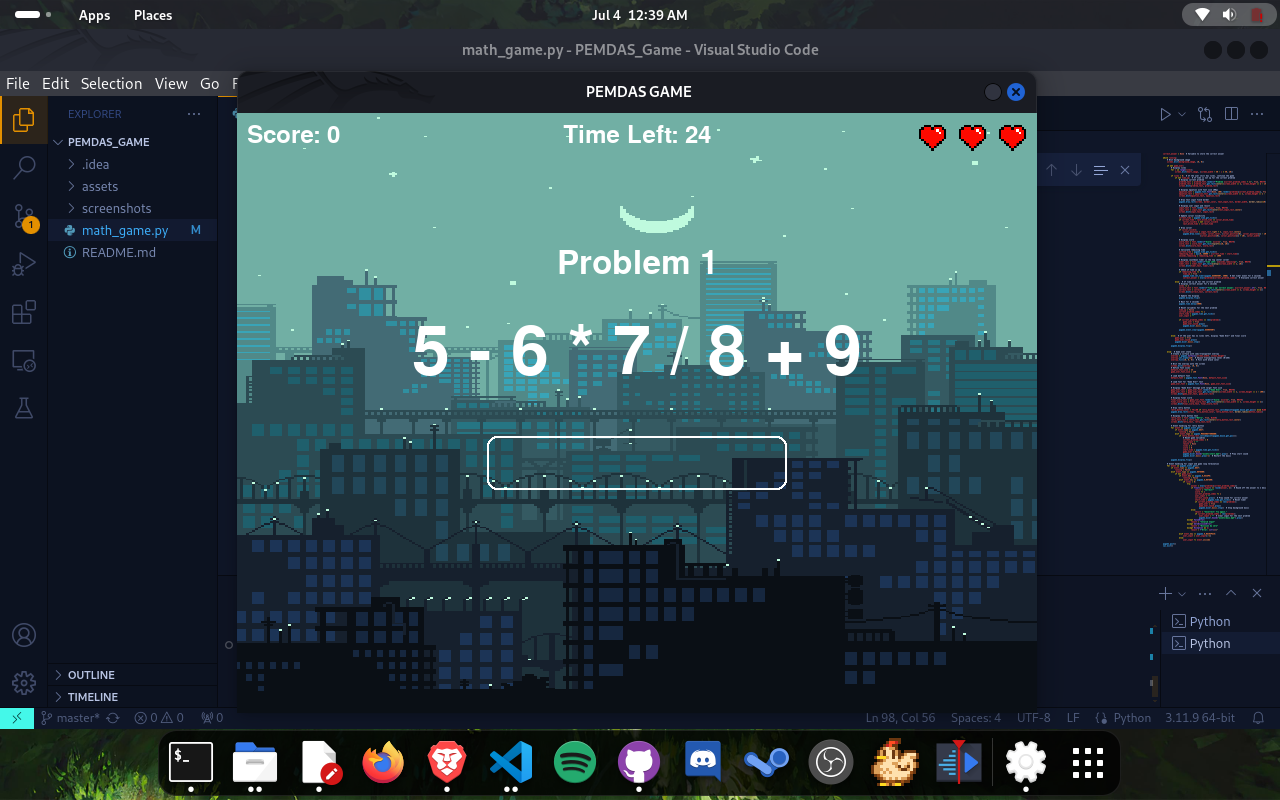 Apps Places Jul 4 12:39 AM
math_game.py - PEMDAS_Game - Visual Studio Code
File Edit Selection View Go
PEMDAS GAME
EXPLORER
PEMDAS_GAME
.idea
assets
screenshots
math_game.py M
README.md
1
Score: 0 Time Left: 24
Problem 1
5 - 6 * 7 / 8 + 9
Python
Python
OUTLINE
TIMELINE
master* 0 0 0 Ln 98, Col 56 Spaces: 4 UTF-8 LF Python 3.11.9 64-bit
$_